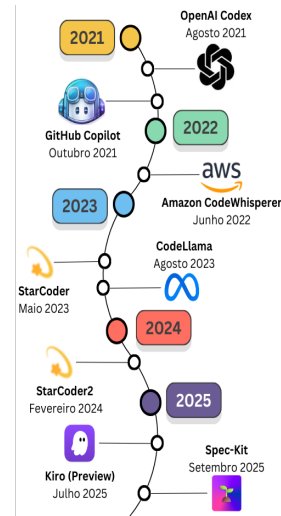 OpenAI Codex
Agosto 2021
2021
GitHub Copilot
Outubro 2021
2022
aws
Amazon CodeWhisperer
Junho 2022
2023
CodeLlama
Agosto 2023
StarCoder
Maio 2023
2024
StarCoder2
Fevereiro 2024
2025
Kiro (Preview)
Julho 2025
Spec-Kit
Setembro 2025